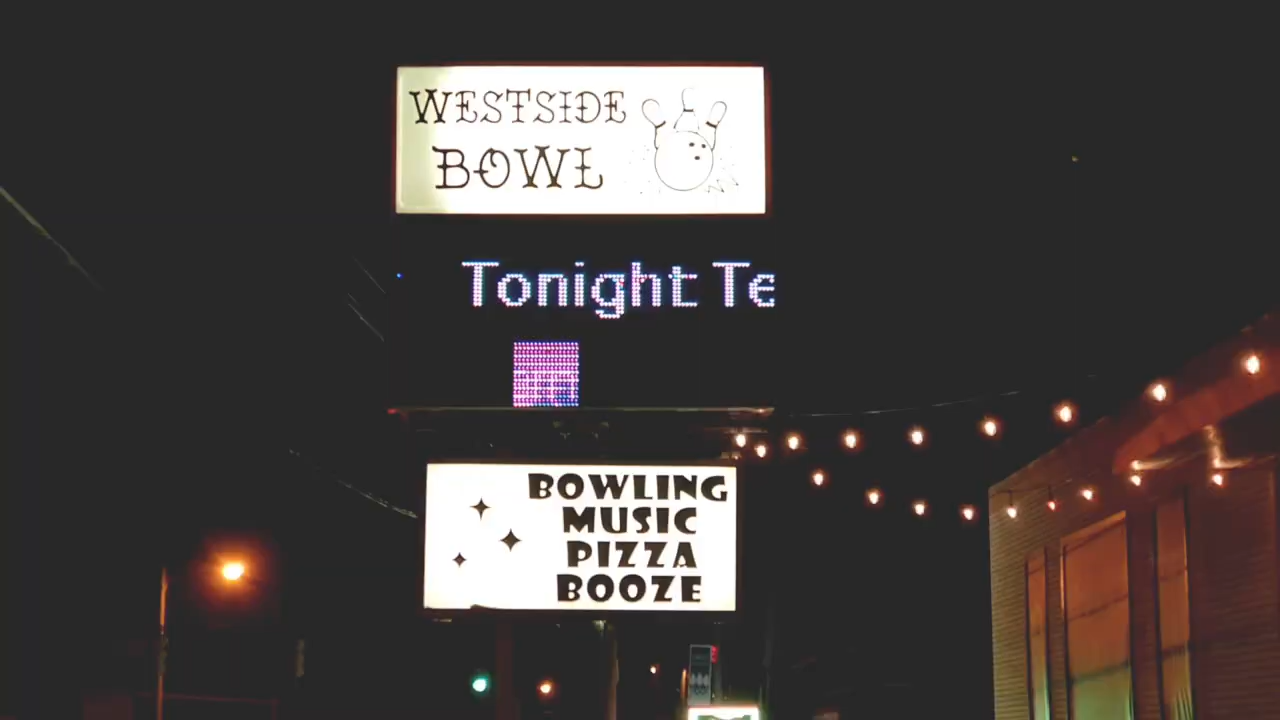 WESTSIDE
BOWL
Tonight Te
BOWLING
MUSIC
PIZZA
BOOZE